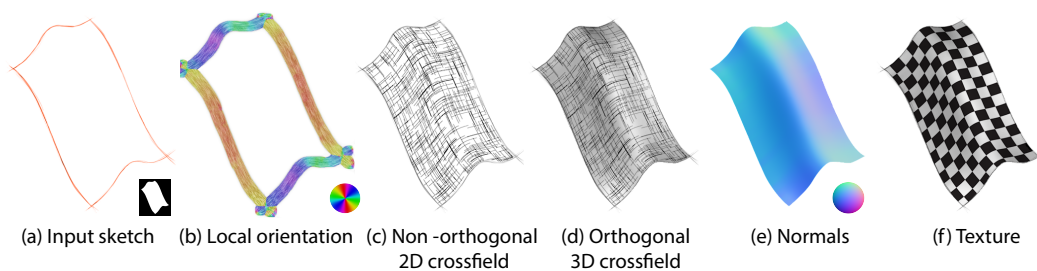 (a) Input sketch
(b) Local orientation
(c) Non -orthogonal
2D crossfield
(d) Orthogonal
3D crossfield
(e) Normals
(f) Texture